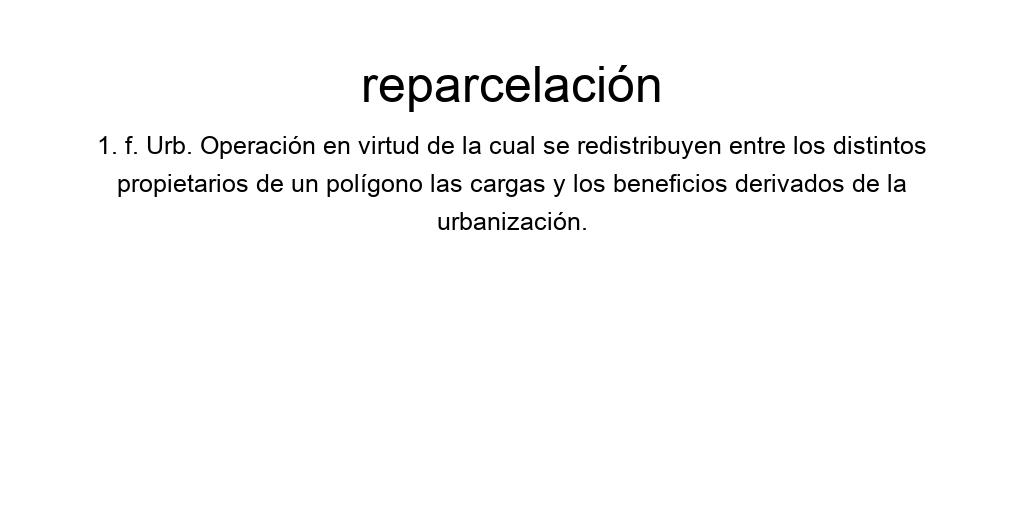 reparcelación
1. f. Urb. Operación en virtud de la cual se redistribuyen entre los distintos
propietarios de un polígono las cargas y los beneficios derivados de la
urbanización.